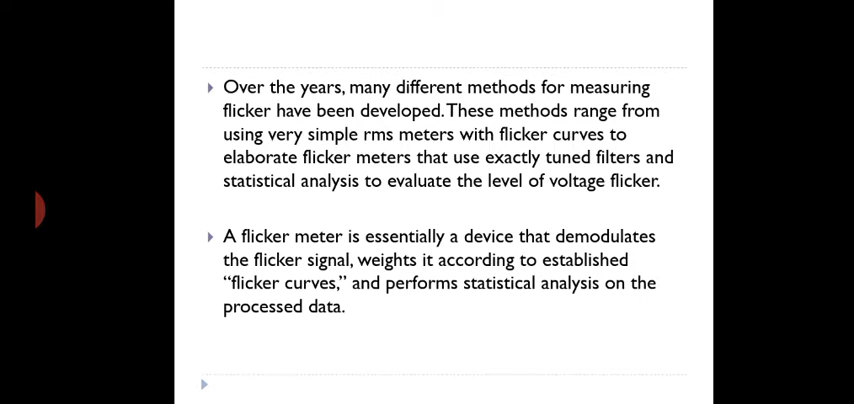 Over the years, many different methods for measuring
flicker have been developed. These methods range from
using very simple rms meters with flicker curves to
elaborate flicker meters that use exactly tuned filters and
statistical analysis to evaluate the level of voltage flicker.
A flicker meter is essentially a device that demodulates
the flicker signal, weights it according to established
“flicker curves,” and performs statistical analysis on the
processed data.